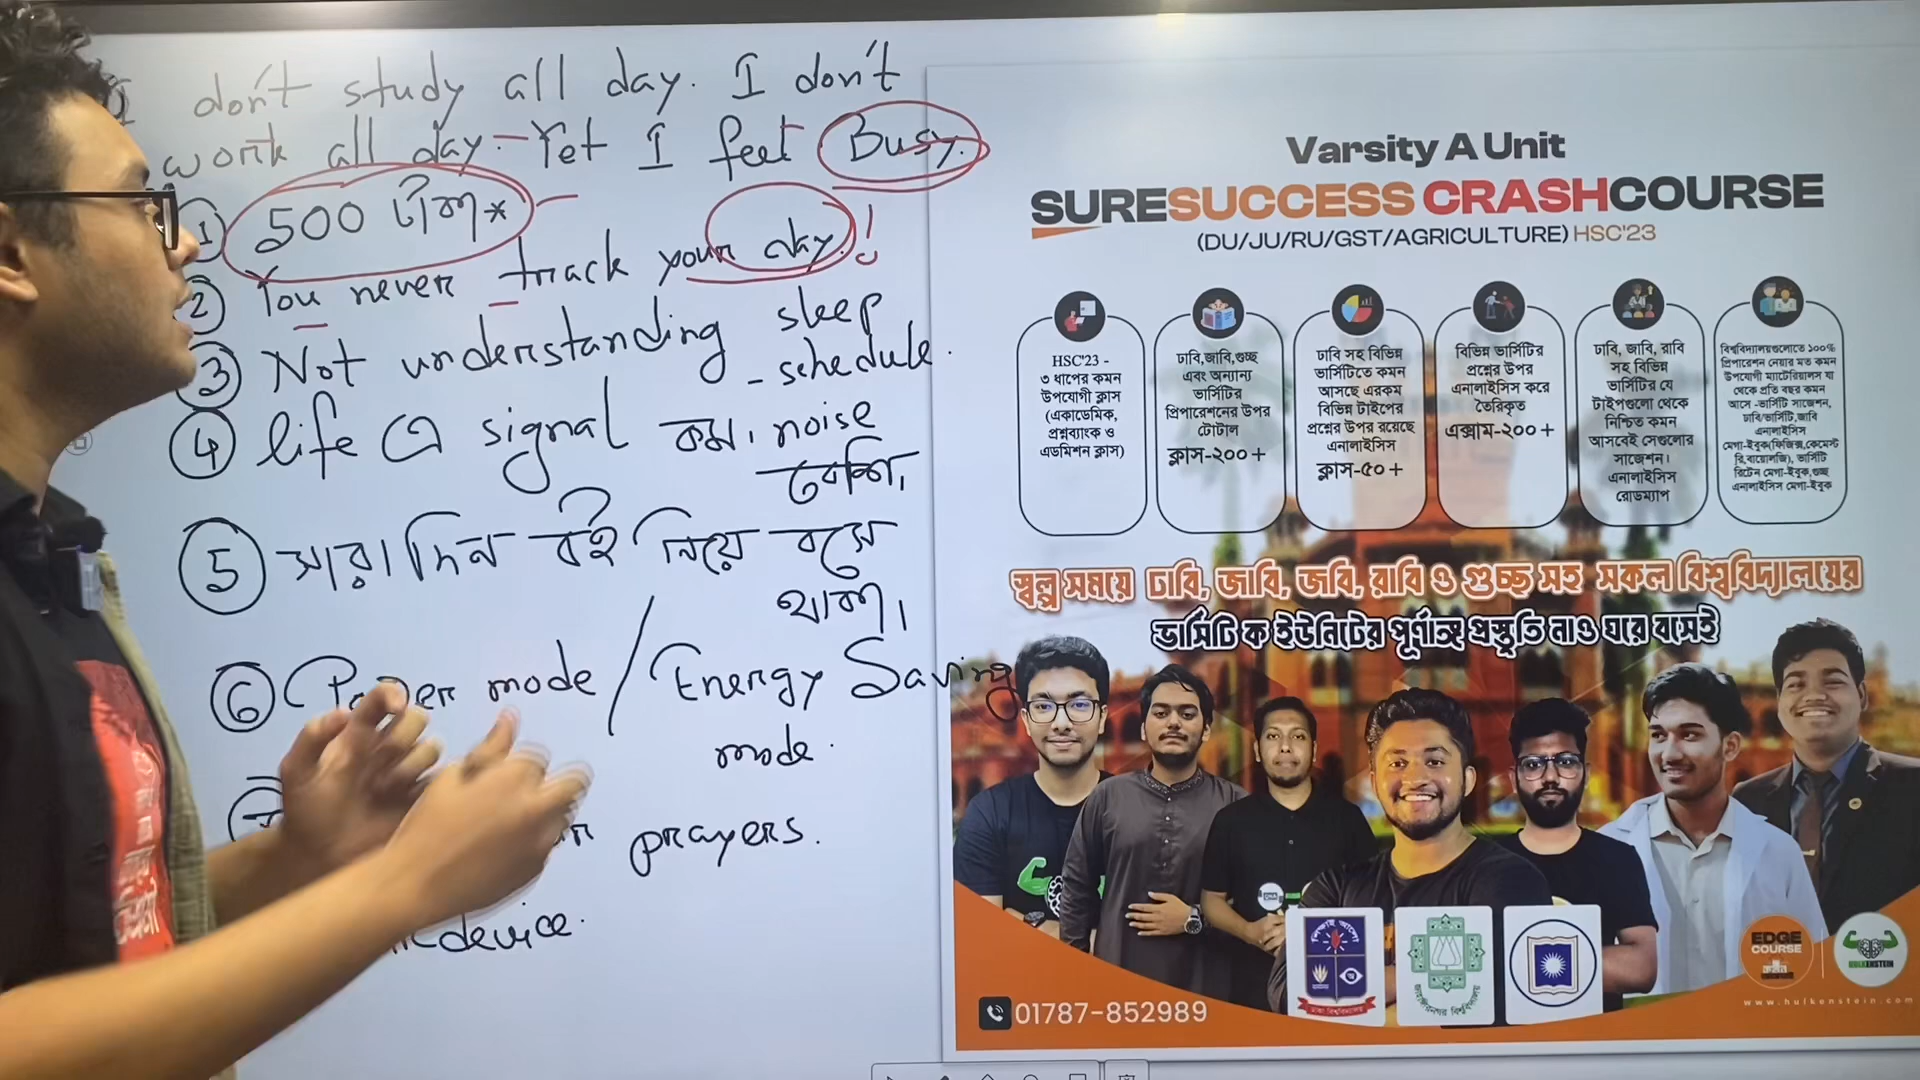 I don't study all day. I don't
work all day. Yet I feel Busy.
1 500 টাকা *
2 You never track your day!
3 Not understanding sleep
- schedule.
4 life এ signal কম। noise
বেশি।
5 সারাদিন বই নিয়ে বসে
থাকা।
6 Power mode / Energy Saving
mode.
7 prayers.
device.
Varsity A Unit
SURESUCCESS CRASHCOURSE
(DU/JU/RU/GST/AGRICULTURE) HSC'23
HSC'23 -
৩ ধাপের কমন
উপযোগী ক্লাস
(একাডেমিক,
প্রশ্নব্যাংক ও
এডমিশন ক্লাস)
ঢাবি,জাবি,গুচ্ছ
এবং অন্যান্য
ভার্সিটির
প্রিপারেশনের উপর
টোটাল
ক্লাস-২০০+
ঢাবি সহ বিভিন্ন
ভার্সিটিতে কমন
আসছে এরকম
বিভিন্ন টাইপের
প্রশ্নের উপর রয়েছে
এনালাইসিস
ক্লাস-৫০+
বিভিন্ন ভার্সিটির
প্রশ্নের উপর
এনালাইসিস করে
তৈরিকৃত
এক্সাম-২০০+
ঢাবি, জাবি, রাবি
সহ বিভিন্ন
ভার্সিটির যে
টাইপগুলো থেকে
নিশ্চিত কমন
আসবেই সেগুলোর
সাজেশন।
এনালাইসিস
রোডম্যাপ
বিশ্ববিদ্যালয়গুলোতে ১০০%
প্রিপারেশন নেয়ার মত কমন
উপযোগী ম্যাটেরিয়ালস যা
থেকে প্রতি বছর কমন
আসে -ভার্সিটি সাজেশন,
ঢাবি/ভার্সিটি,জাবি
এনালাইসিস
মেগা-ইবুক(ফিজিক্স,কেমেস্ট
রি,বায়োলজি), ভার্সিটি
রিটেন মেগা-ইবুক,গুচ্ছ
এনালাইসিস মেগা-ইবুক
স্বল্প সময়ে ঢাবি, জাবি, জবি, রাবি ও গুচ্ছ সহ সকল বিশ্ববিদ্যালয়ের
ভার্সিটি ক ইউনিটের পূর্ণাঙ্গ প্রস্তুতি নাও ঘরে বসেই
01787-852989
EDGE
COURSE
HULKENSTEIN
www.hulkenstein.com